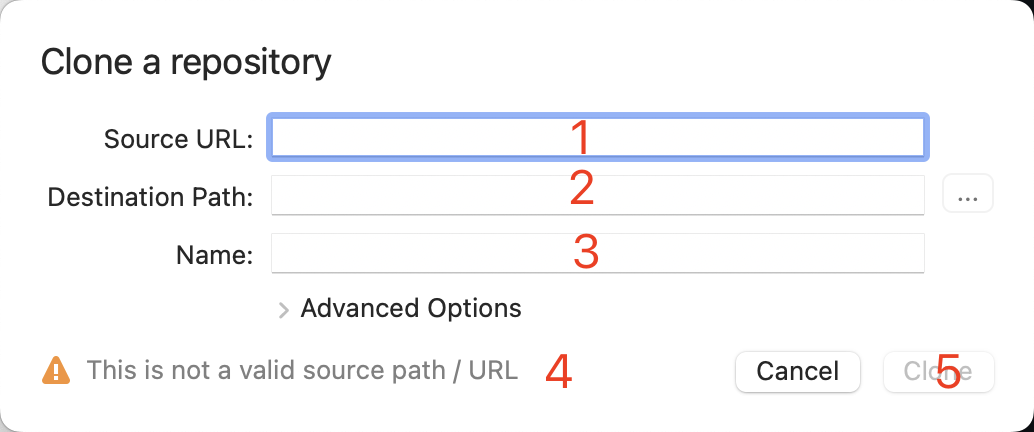 Clone a repository
Source URL: 1
Destination Path: 2 ...
Name: 3
Advanced Options
This is not a valid source path / URL 4 Cancel Clone 5